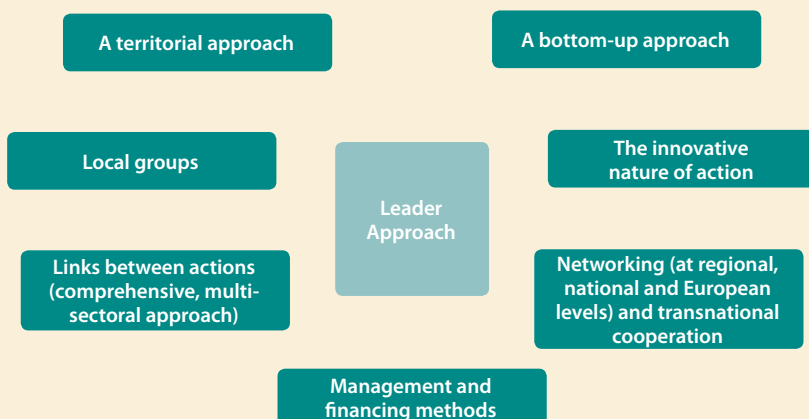 A territorial approach
A bottom-up approach
Local groups
The innovative
nature of action
Leader
Approach
Links between actions
(comprehensive, multi-
sectoral approach)
Networking (at regional,
national and European
levels) and transnational
cooperation
Management and
financing methods